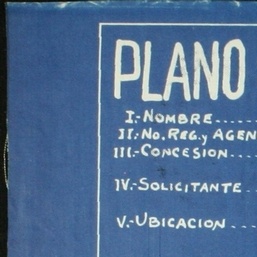 PLANO
I.-NOMBRE.....
II.-No. REG. y AGEN
III.-CONCESION....
IV.-SOLICITANTE..
V.-UBICACION....